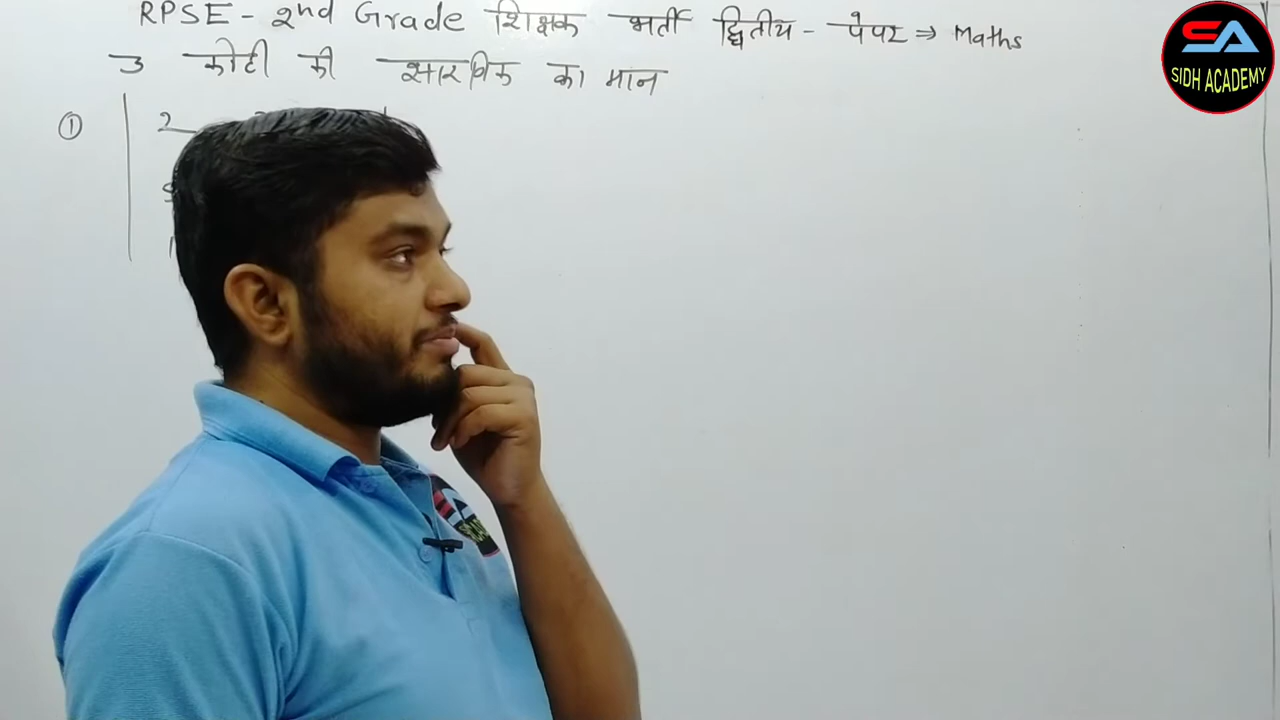 RPSE - 2nd Grade शिक्षक भर्ती द्वितीय - पेपर ⇒ Maths
SA
SIDH ACADEMY
3 कोटी की सारणिक का मान
① 2